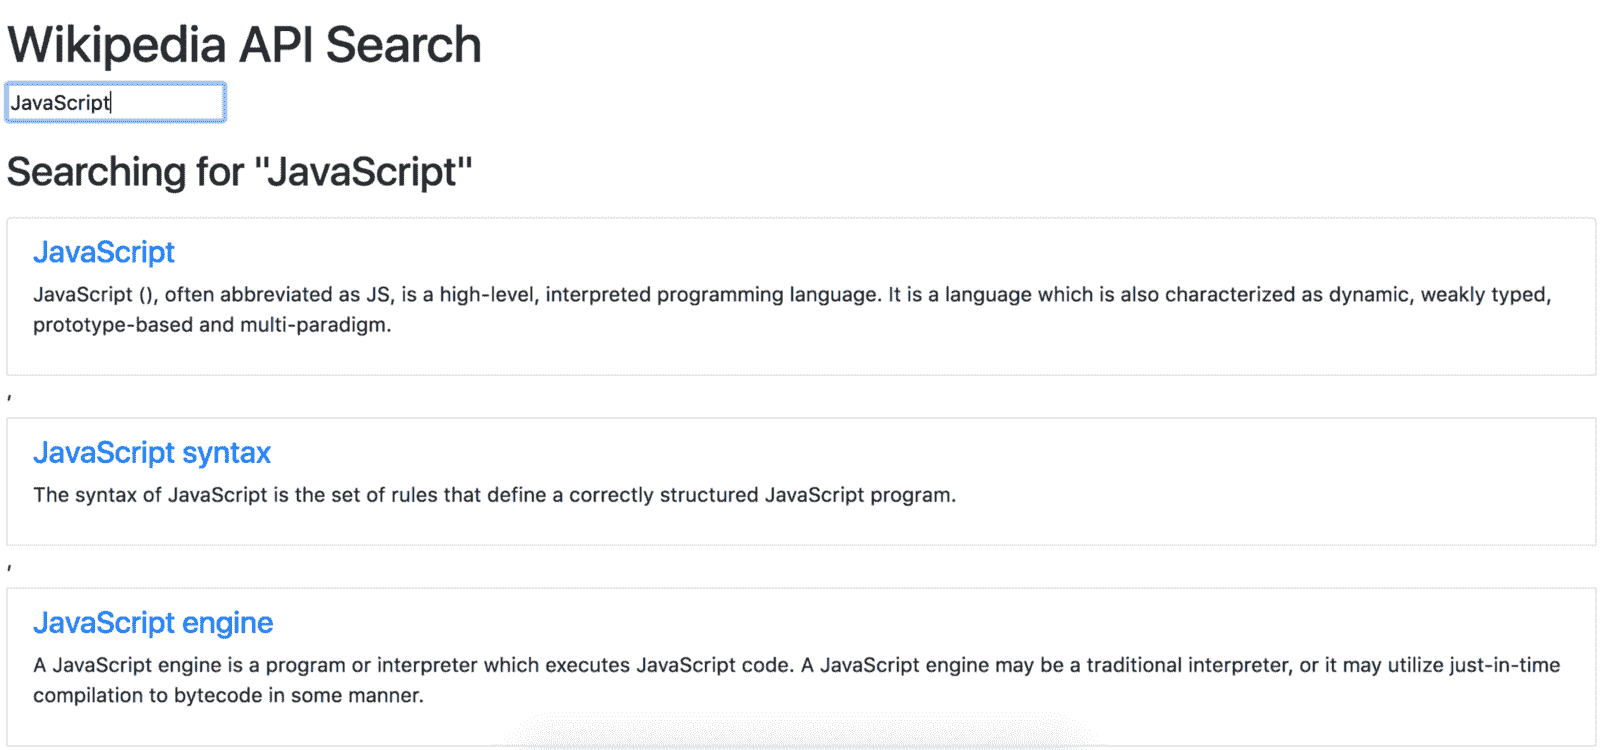 Wikipedia API Search
JavaScript
Searching for "JavaScript"
JavaScript
JavaScript (), often abbreviated as JS, is a high-level, interpreted programming language. It is a language which is also characterized as dynamic, weakly typed,
prototype-based and multi-paradigm.
,
JavaScript syntax
The syntax of JavaScript is the set of rules that define a correctly structured JavaScript program.
,
JavaScript engine
A JavaScript engine is a program or interpreter which executes JavaScript code. A JavaScript engine may be a traditional interpreter, or it may utilize just-in-time
compilation to bytecode in some manner.